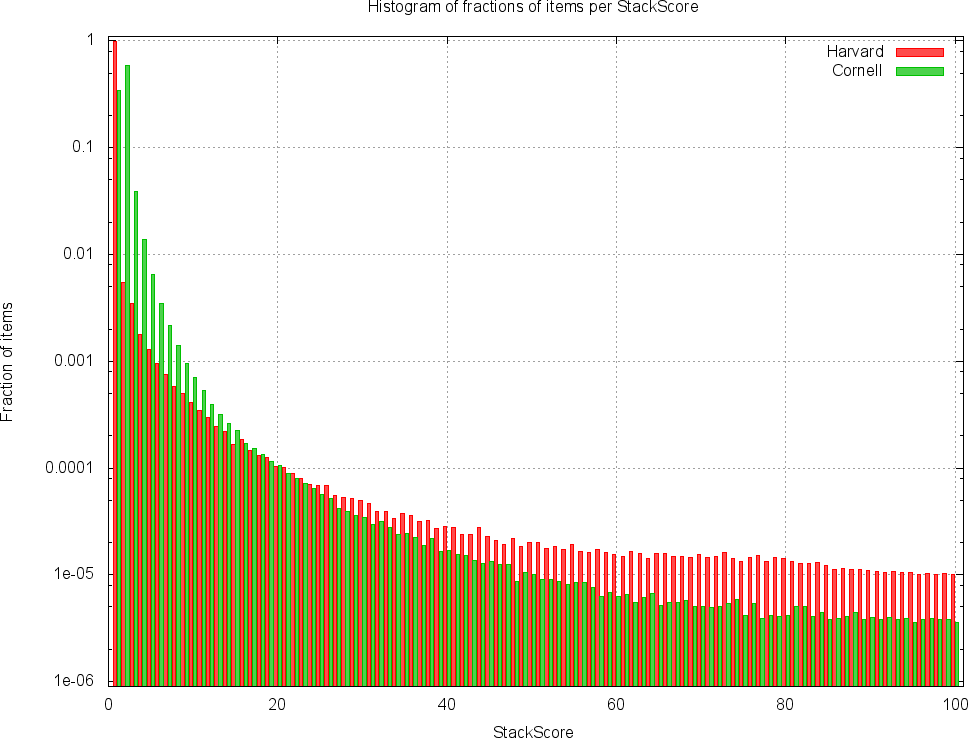 Histogram of fractions of items per StackScore
Harvard
Cornell
1
0.1
0.01
0.001
0.0001
1e-05
1e-06
Fraction of items
0 20 40 60 80 100
StackScore